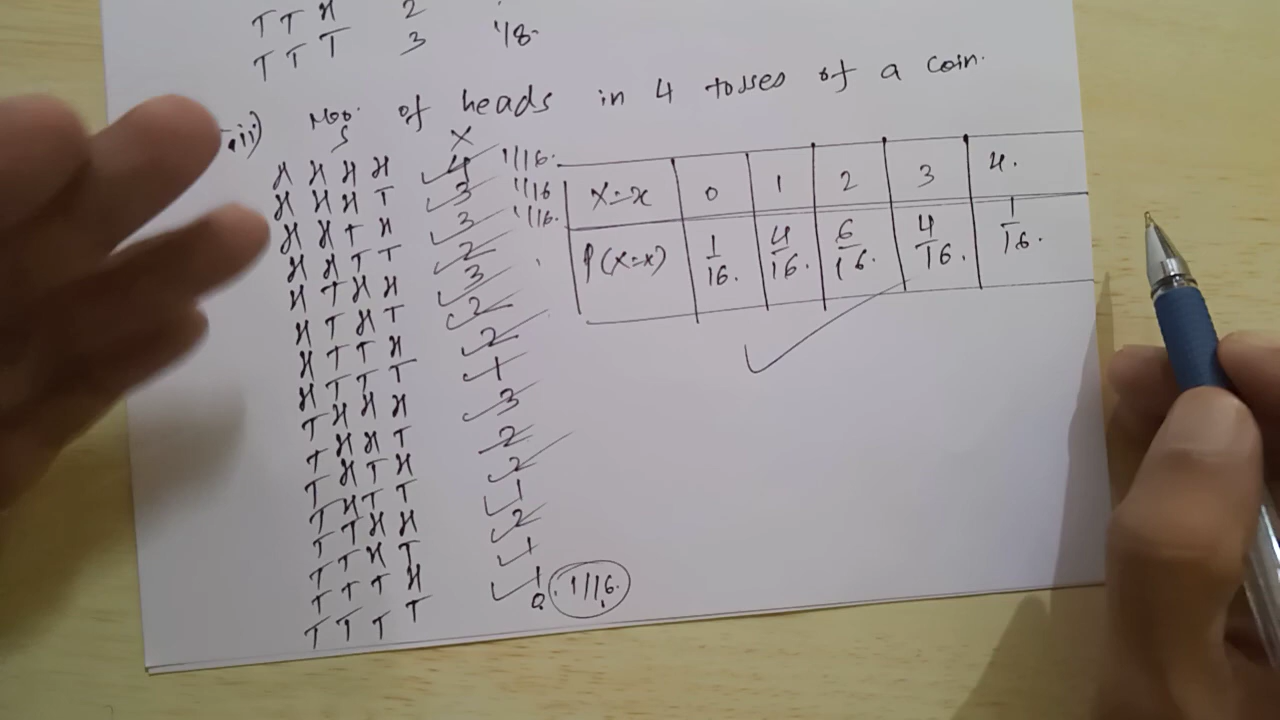 T T H 2
T T T 3 1/8.
iii) No. of heads in 4 tosses of a coin.
S X
H H H H 4 1/16.
H H H T 3 1/16
H H T H 3 1/16.
H H T T 2
H T H H 3
H T H T 2
H T T H 2
H T T T 1
T H H H 3
T H H T 2
T H T H 2
T H T T 1
T T H H 2
T T H T 1
T T T H 1
T T T T 0 1/16.
X=x 0 1 2 3 4.
P(X=x) 1/16. 4/16. 6/16. 4/16. 1/16.